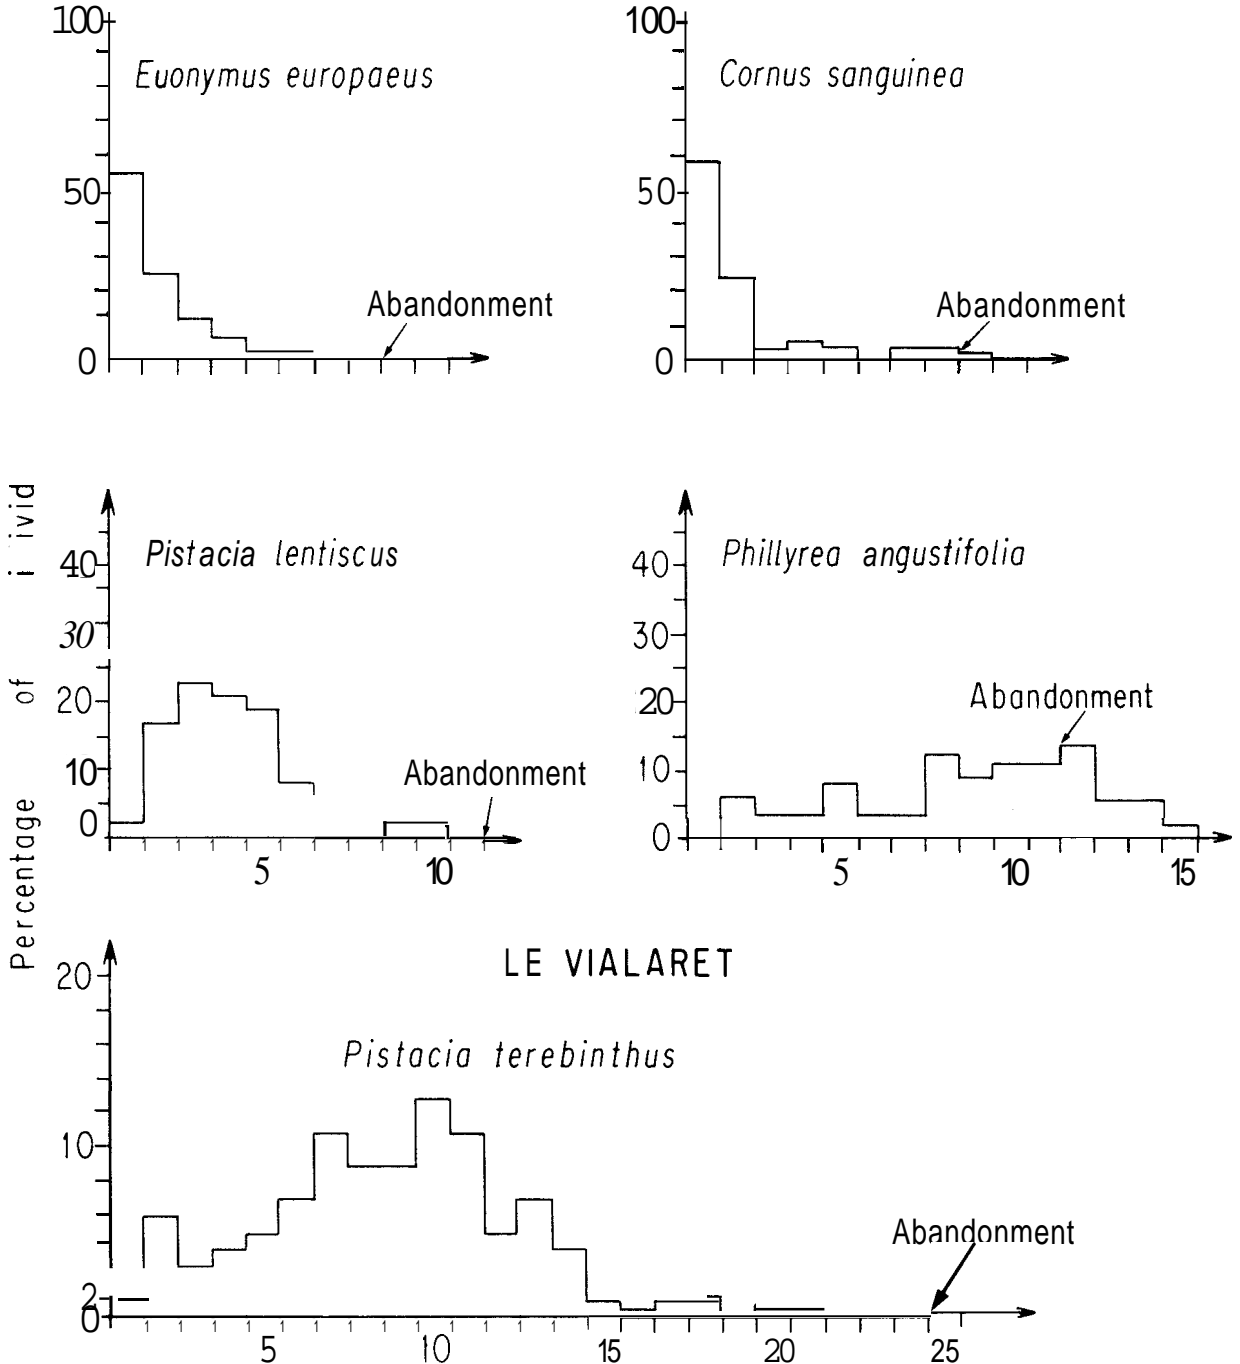 100
Euonymus europaeus
50
Abandonment
0
100
Cornus sanguinea
50
Abandonment
0
Percentage of
40
Pistacia lentiscus
30
20
10
Abandonment
0
5 10
40
Phillyrea angustifolia
30
20
Abandonment
10
0
5 10 15
LE VIALARET
20
Pistacia terebinthus
10
Abandonment
2
0
5 10 15 20 25